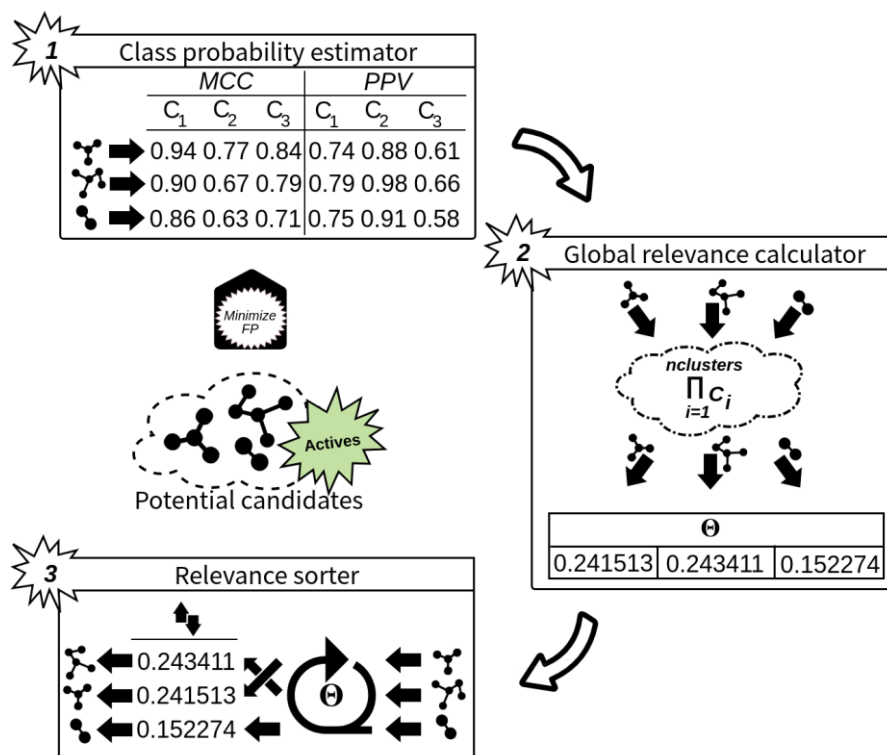 1
Class probability estimator
MCC PPV
C1 C2 C3 C1 C2 C3
0.94 0.77 0.84 0.74 0.88 0.61
0.90 0.67 0.79 0.79 0.98 0.66
0.86 0.63 0.71 0.75 0.91 0.58
Minimize
FP
Actives
Potential candidates
2
Global relevance calculator
nclusters
∏ Ci
i=1
Θ
0.241513 0.243411 0.152274
3
Relevance sorter
0.243411
0.241513
0.152274
Θ